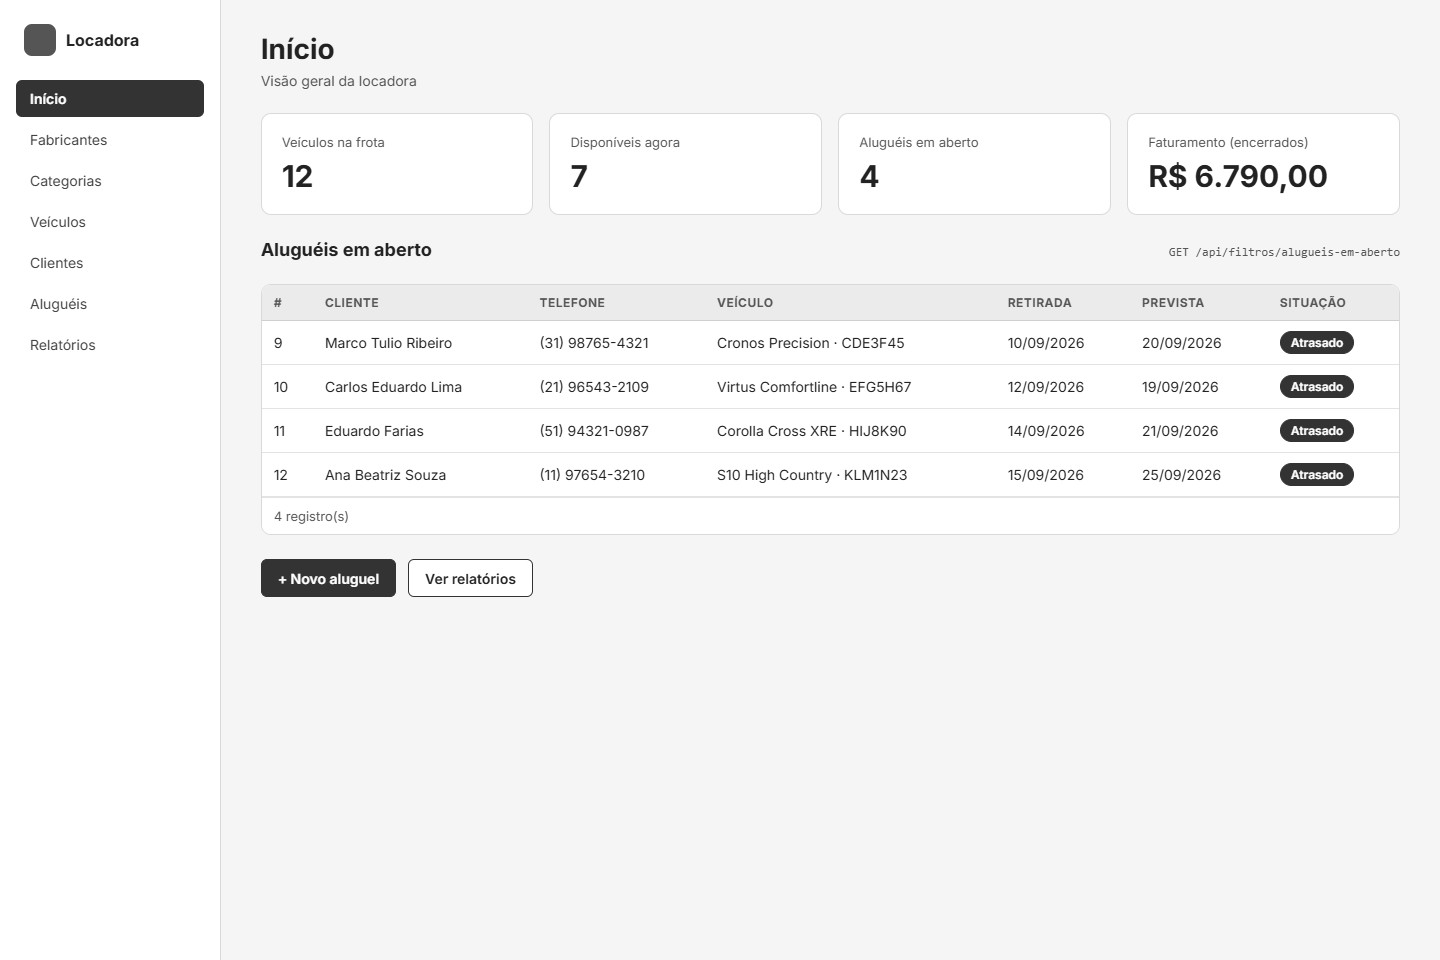 Locadora
Início
Fabricantes
Categorias
Veículos
Clientes
Aluguéis
Relatórios
Início
Visão geral da locadora
Veículos na frota
12
Disponíveis agora
7
Aluguéis em aberto
4
Faturamento (encerrados)
R$ 6.790,00
Aluguéis em aberto
GET /api/filtros/alugueis-em-aberto
# CLIENTE TELEFONE VEÍCULO RETIRADA PREVISTA SITUAÇÃO
9 Marco Tulio Ribeiro (31) 98765-4321 Cronos Precision · CDE3F45 10/09/2026 20/09/2026 Atrasado
10 Carlos Eduardo Lima (21) 96543-2109 Virtus Comfortline · EFG5H67 12/09/2026 19/09/2026 Atrasado
11 Eduardo Farias (51) 94321-0987 Corolla Cross XRE · HIJ8K90 14/09/2026 21/09/2026 Atrasado
12 Ana Beatriz Souza (11) 97654-3210 S10 High Country · KLM1N23 15/09/2026 25/09/2026 Atrasado
4 registro(s)
+ Novo aluguel
Ver relatórios